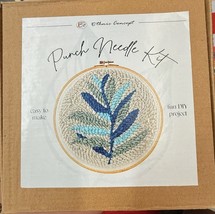 Punch Needle Kit
easy to
make
fun DIY
project